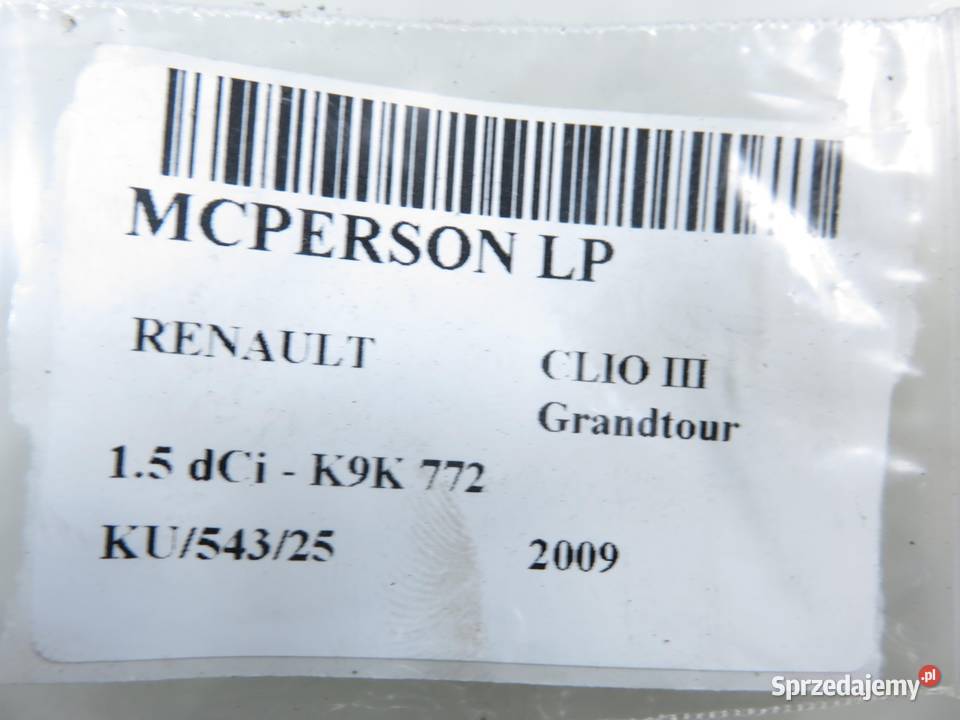 MCPERSON LP
RENAULT
CLIO III
Grandtour
1.5 dCi - K9K 772
KU/543/25
2009
Sprzedajemy.pl